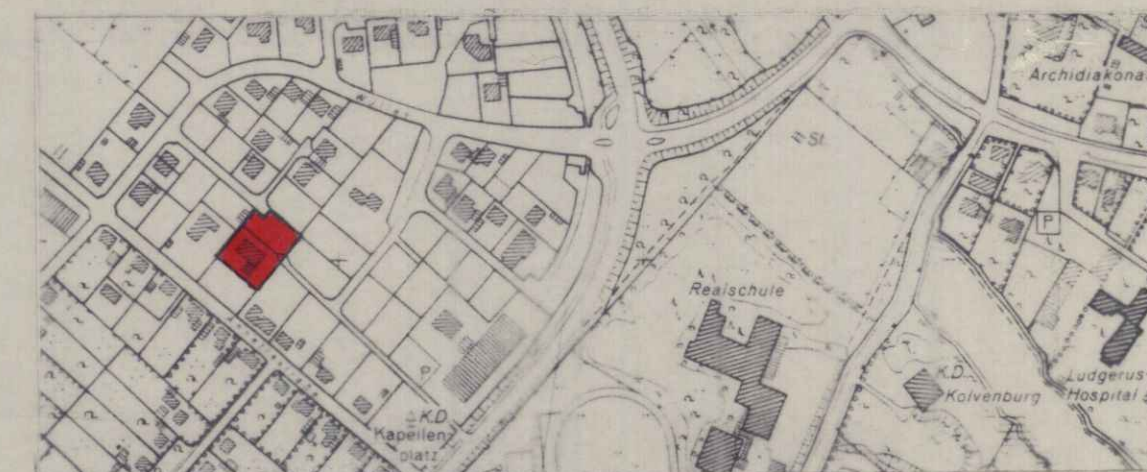 Archidiakona
St.
P
Realschule
K.D.
Kolvenburg
Ludgerus-
Hospital
P
K.D.
Kapellen
platz